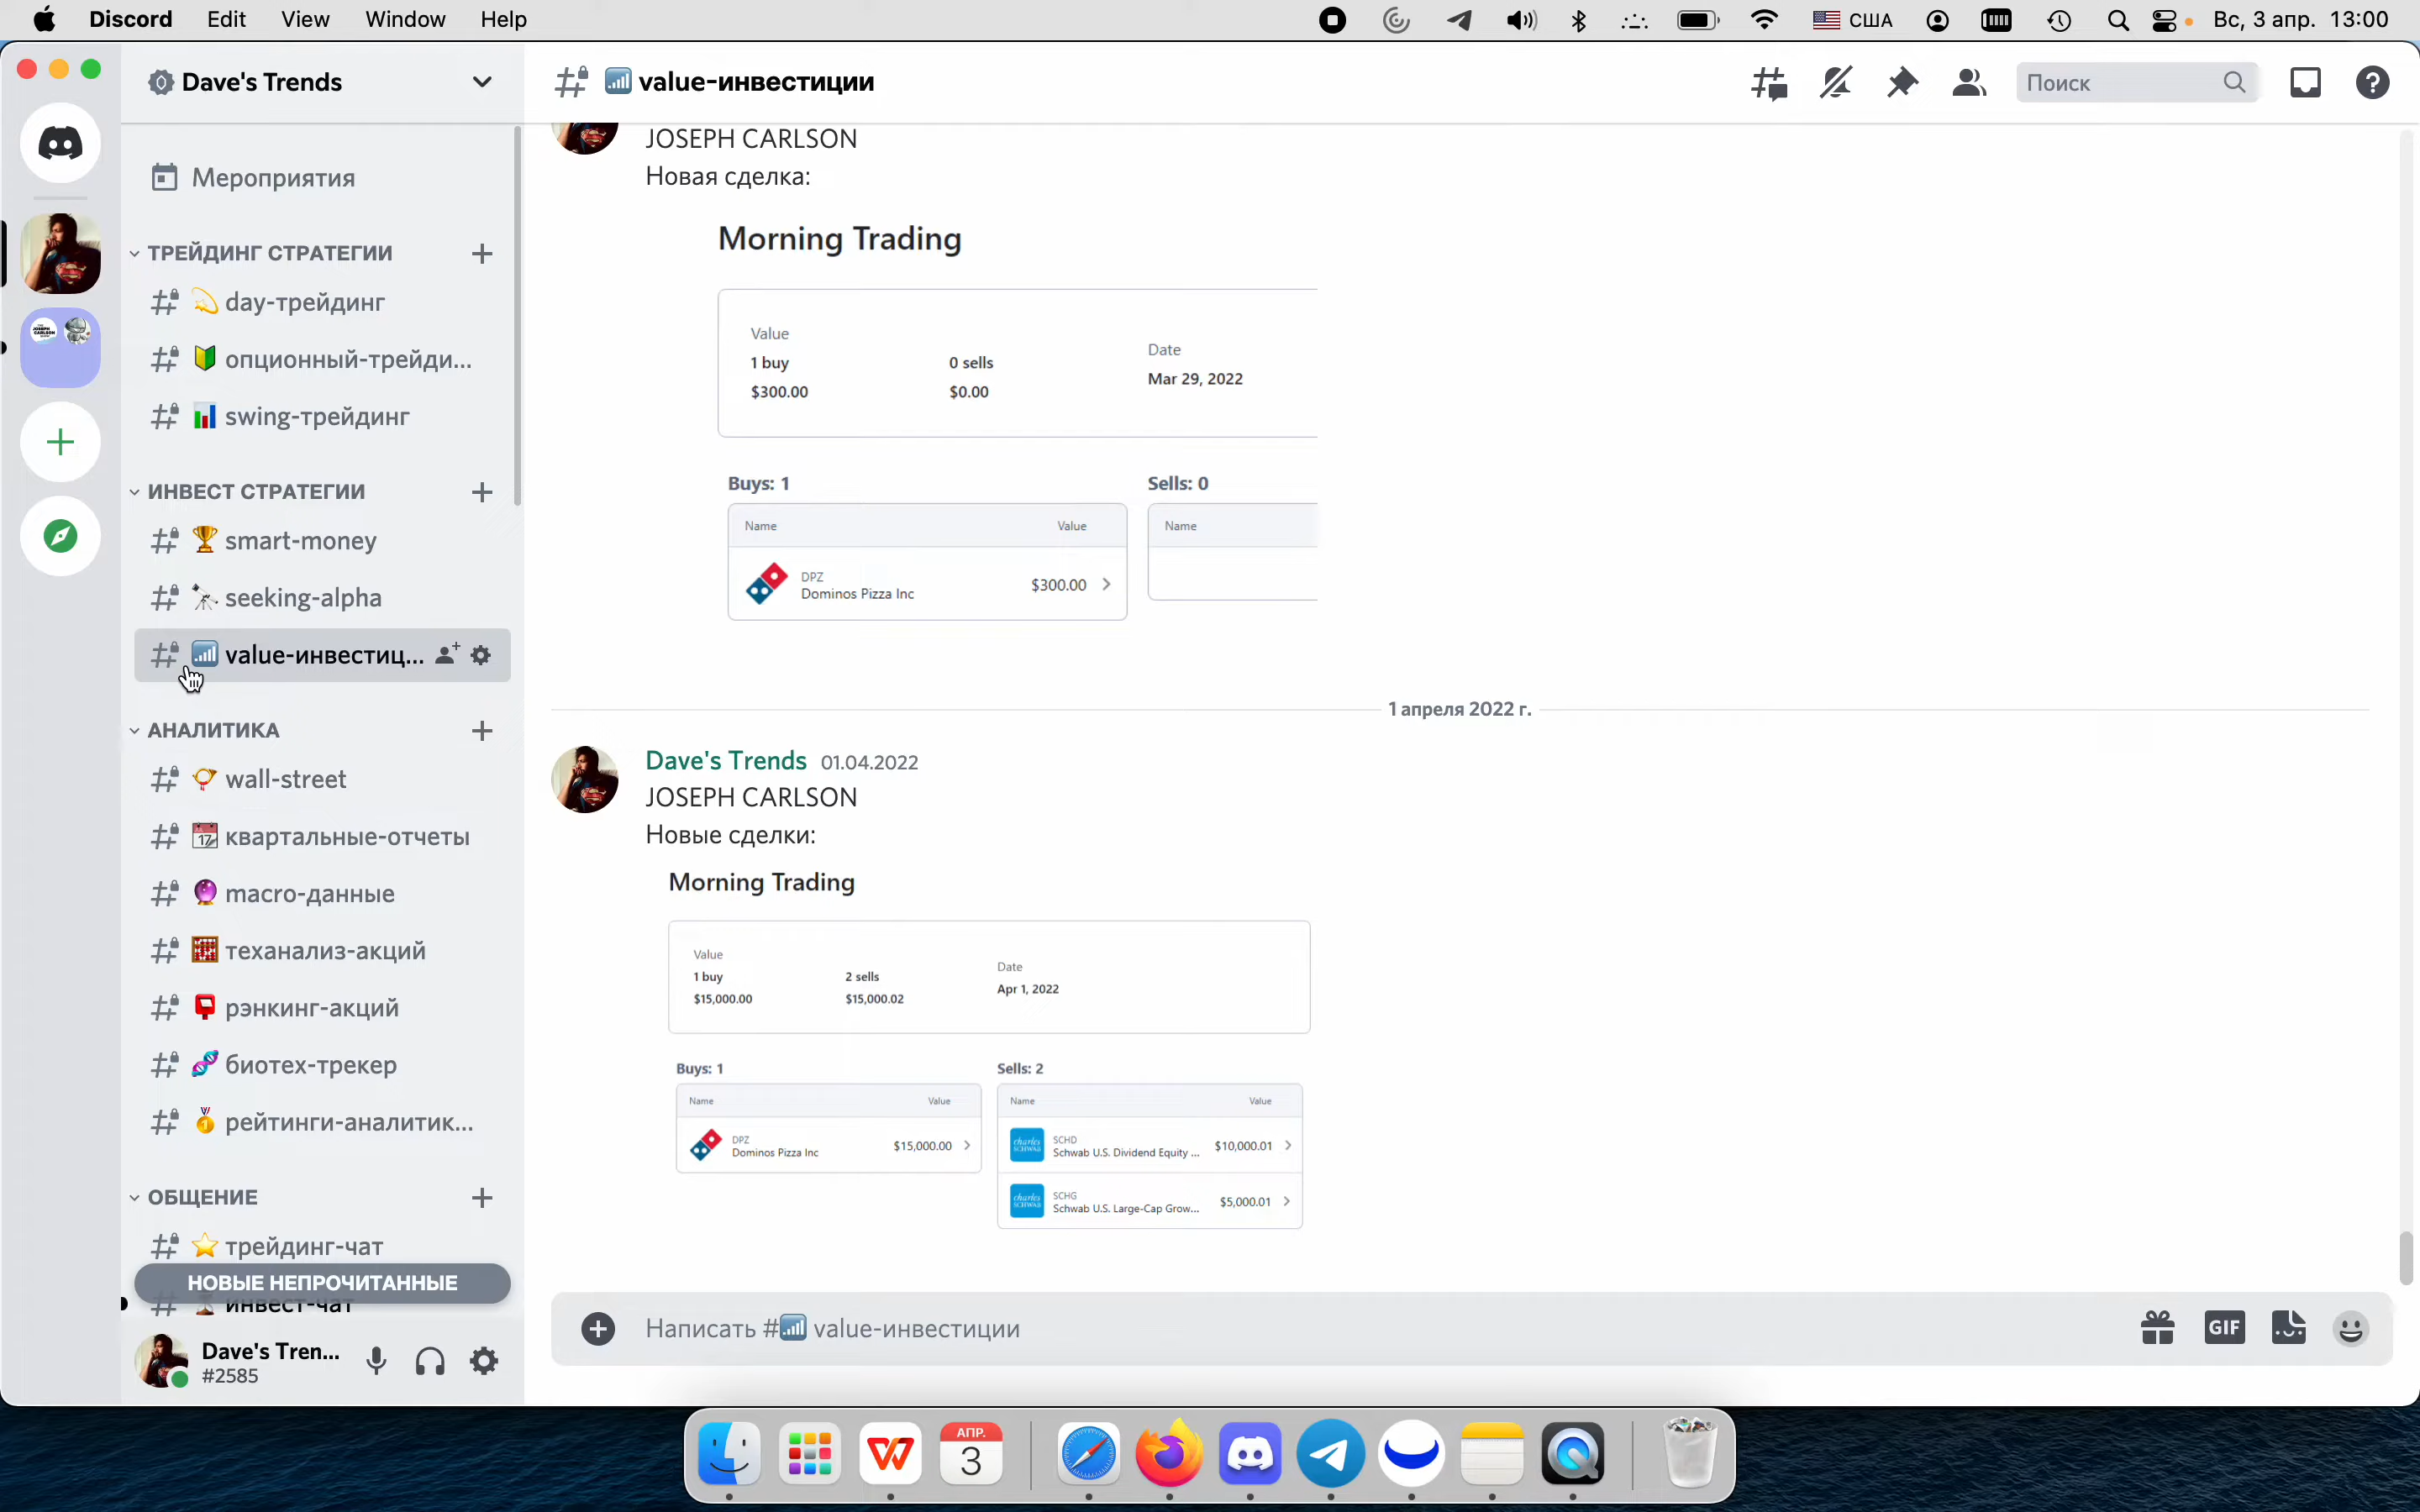 Discord Edit View Window Help
США Вс, 3 апр. 13:00
Dave's Trends
Мероприятия
ТРЕЙДИНГ СТРАТЕГИИ
day-трейдинг
опционный-трейди...
swing-трейдинг
ИНВЕСТ СТРАТЕГИИ
smart-money
seeking-alpha
value-инвестиц...
АНАЛИТИКА
wall-street
17
квартальные-отчеты
macro-данные
теханализ-акций
рэнкинг-акций
биотех-трекер
рейтинги-аналитик...
ОБЩЕНИЕ
трейдинг-чат
НОВЫЕ НЕПРОЧИТАННЫЕ
инвест-чат
Dave's Tren...
#2585
value-инвестиции
Поиск
JOSEPH CARLSON
Новая сделка:
Morning Trading
Value
1 buy 0 sells
$300.00 $0.00
Date
Mar 29, 2022
Buys: 1
Name Value
DPZ
Dominos Pizza Inc $300.00
Sells: 0
Name
1 апреля 2022 г.
Dave's Trends 01.04.2022
JOSEPH CARLSON
Новые сделки:
Morning Trading
Value
1 buy 2 sells
$15,000.00 $15,000.02
Date
Apr 1, 2022
Buys: 1
Name Value
DPZ
Dominos Pizza Inc $15,000.00
Sells: 2
Name Value
charles SCHWAB
SCHD
Schwab U.S. Dividend Equity ... $10,000.01
charles SCHWAB
SCHG
Schwab U.S. Large-Cap Grow... $5,000.01
Написать # value-инвестиции
GIF
АПР.
3